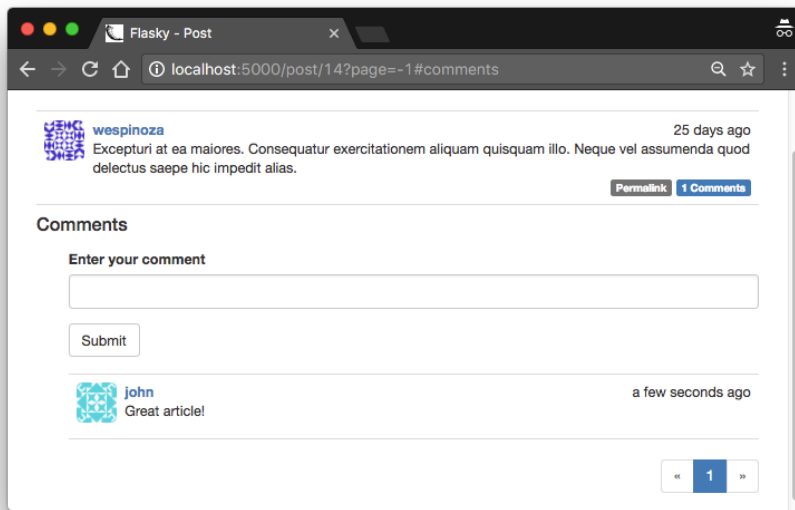 Flasky - Post
localhost:5000/post/14?page=-1#comments
wespinoza 25 days ago
Excepturi at ea maiores. Consequatur exercitationem aliquam quisquam illo. Neque vel assumenda quod
delectus saepe hic impedit alias.
Permalink 1 Comments
Comments
Enter your comment
Submit
john a few seconds ago
Great article!
« 1 »